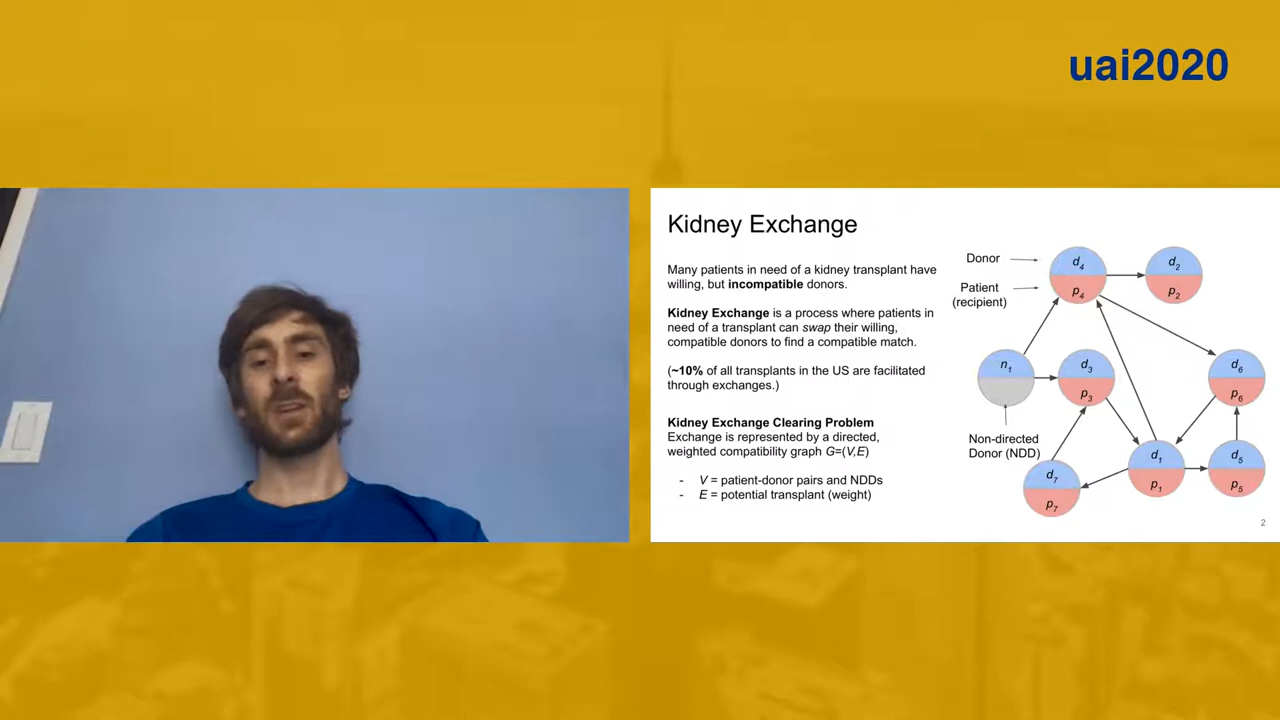 uai2020
Kidney Exchange
Many patients in need of a kidney transplant have
willing, but incompatible donors.
Kidney Exchange is a process where patients in
need of a transplant can swap their willing,
compatible donors to find a compatible match.
(~10% of all transplants in the US are facilitated
through exchanges.)
Kidney Exchange Clearing Problem
Exchange is represented by a directed,
weighted compatibility graph G=(V,E)
- V = patient-donor pairs and NDDs
- E = potential transplant (weight)
Donor
Patient
(recipient)
d4
p4
d2
p2
n1
d3
p3
d6
p6
Non-directed
Donor (NDD)
d1
p1
d5
p5
d7
p7
2